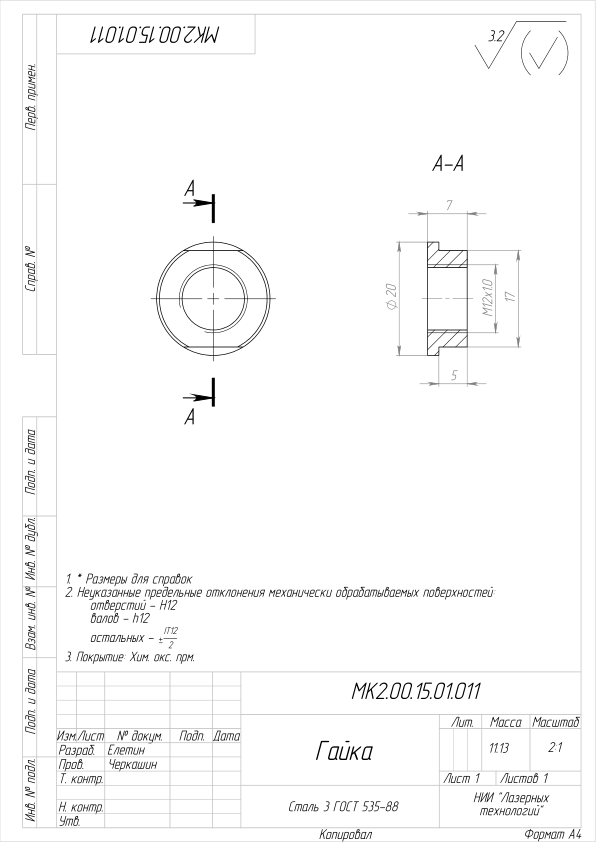 МК2.00.15.01.011
3.2
Перв. примен.
Справ. №
Подп. и дата
Инв. № дубл.
Взам. инв. №
Подп. и дата
Инв. № подл.
А-А
А
А
7
⌀20
М12х1.0
17
5
1. * Размеры для справок
2. Неуказанные предельные отклонения механически обрабатываемых поверхностей:
отверстий - Н12
валов - h12
остальных - ± IT12/2
3. Покрытие: Хим. окс. прм.
МК2.00.15.01.011
Изм. Лист № докум. Подп. Дата
Разраб. Елетин
Пров. Черкашин
Т. контр.
Н. контр.
Утв.
Гайка
Лит. Масса Масштаб
11.13 2:1
Лист 1 Листов 1
Сталь 3 ГОСТ 535-88
НИИ "Лазерных
технологий"
Копировал Формат А4